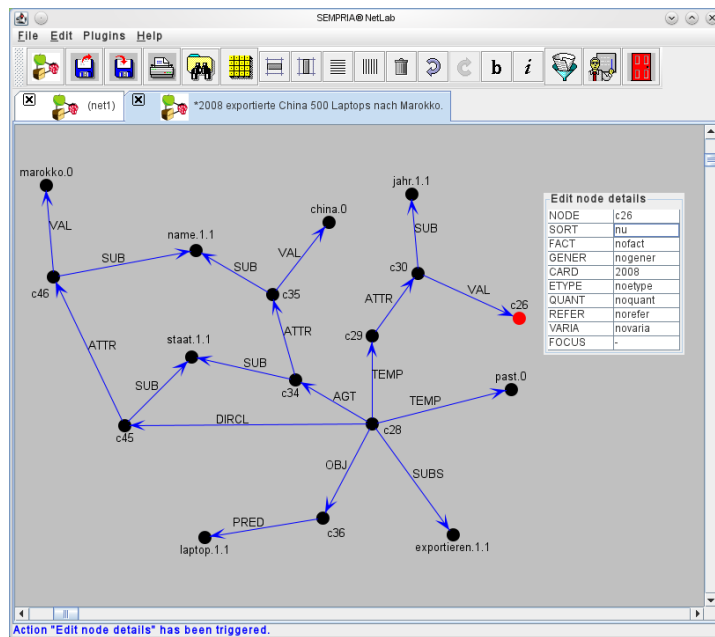 SEMPRIA® NetLab
File Edit Plugins Help
b i
(net1)
*2008 exportierte China 500 Laptops nach Marokko.
marokko.0
jahr.1.1
china.0
name.1.1
VAL
SUB
VAL
SUB
SUB
c46
c35
c30
VAL
c26
ATTR
ATTR
ATTR
c29
staat.1.1
SUB
SUB
c34
TEMP
past.0
TEMP
AGT
DIRCL
c45
c28
OBJ
SUBS
PRED
c36
laptop.1.1
exportieren.1.1
Edit node details
NODE c26
SORT nu
FACT nofact
GENER nogener
CARD 2008
ETYPE noetype
QUANT noquant
REFER norefer
VARIA novaria
FOCUS -
Action "Edit node details" has been triggered.